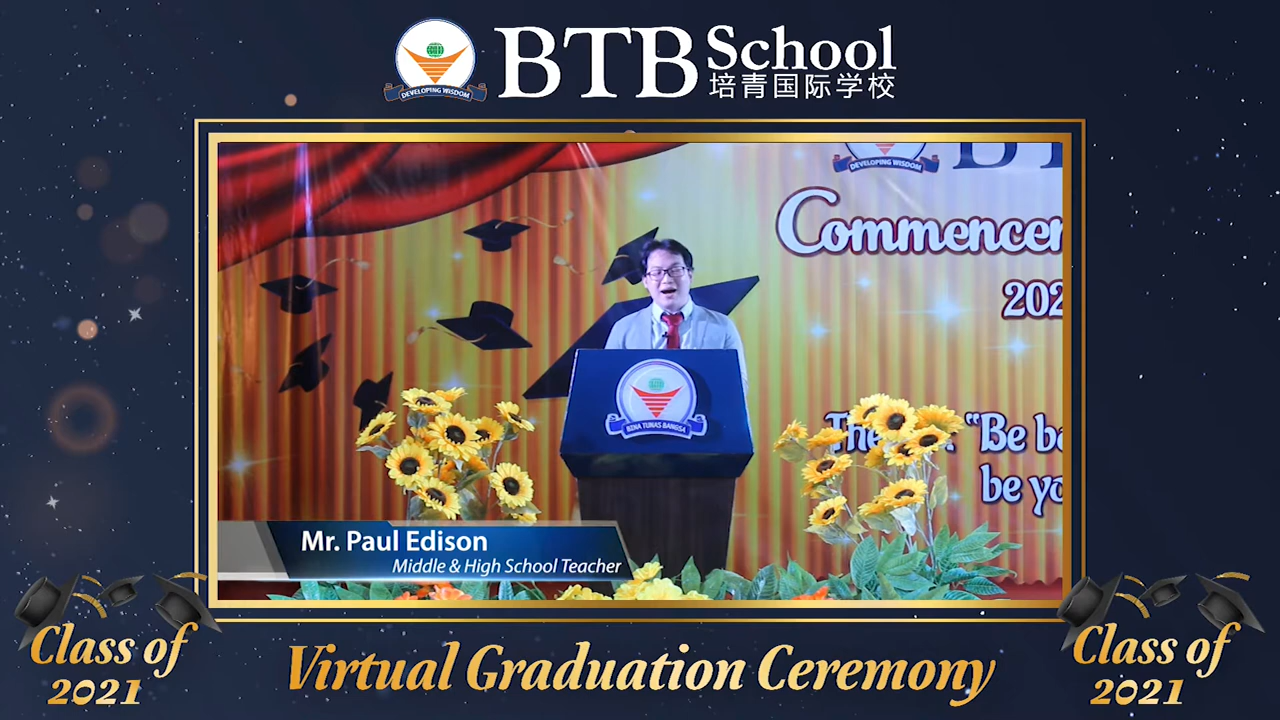 BTB School
培青国际学校
DEVELOPING WISDOM
DEVELOPING WISDOM
Commencem
202
"Be b
be yo
BINA TUNAS BANGSA
Mr. Paul Edison
Middle & High School Teacher
Class of
2021
Virtual Graduation Ceremony
Class of
2021